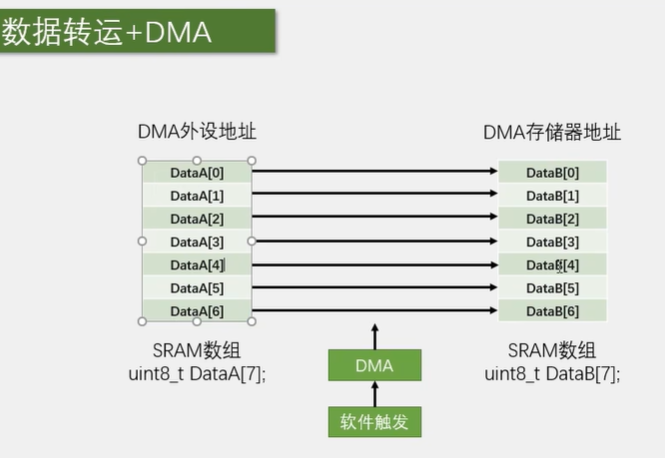 数据转运+DMA
DMA外设地址
DMA存储器地址
DataA[0]
DataB[0]
DataA[1]
DataB[1]
DataA[2]
DataB[2]
DataA[3]
DataB[3]
DataA[4]
DataB[4]
DataA[5]
DataB[5]
DataA[6]
DataB[6]
SRAM数组
uint8_t DataA[7];
SRAM数组
uint8_t DataB[7];
DMA
软件触发